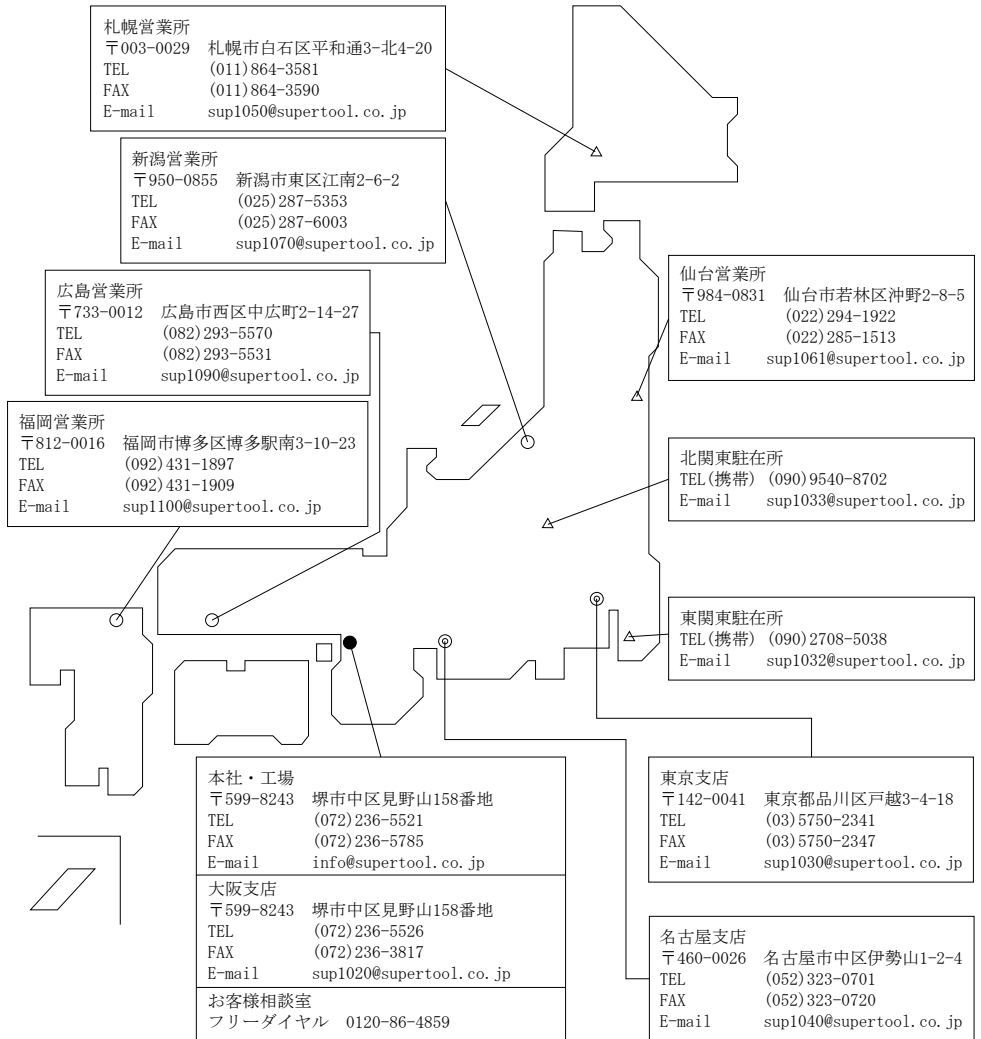 札幌営業所
〒003-0029 札幌市白石区平和通3-北4-20
TEL (011)864-3581
FAX (011)864-3590
E-mail sup1050@supertool.co.jp
新潟営業所
〒950-0855 新潟市東区江南2-6-2
TEL (025)287-5353
FAX (025)287-6003
E-mail sup1070@supertool.co.jp
広島営業所
〒733-0012 広島市西区中広町2-14-27
TEL (082)293-5570
FAX (082)293-5531
E-mail sup1090@supertool.co.jp
福岡営業所
〒812-0016 福岡市博多区博多駅南3-10-23
TEL (092)431-1897
FAX (092)431-1909
E-mail sup1100@supertool.co.jp
仙台営業所
〒984-0831 仙台市若林区沖野2-8-5
TEL (022)294-1922
FAX (022)285-1513
E-mail sup1061@supertool.co.jp
北関東駐在所
TEL(携帯) (090)9540-8702
E-mail sup1033@supertool.co.jp
東関東駐在所
TEL(携帯) (090)2708-5038
E-mail sup1032@supertool.co.jp
本社・工場
〒599-8243 堺市中区見野山158番地
TEL (072)236-5521
FAX (072)236-5785
E-mail info@supertool.co.jp
大阪支店
〒599-8243 堺市中区見野山158番地
TEL (072)236-5526
FAX (072)236-3817
E-mail sup1020@supertool.co.jp
お客様相談室
フリーダイヤル 0120-86-4859
東京支店
〒142-0041 東京都品川区戸越3-4-18
TEL (03)5750-2341
FAX (03)5750-2347
E-mail sup1030@supertool.co.jp
名古屋支店
〒460-0026 名古屋市中区伊勢山1-2-4
TEL (052)323-0701
FAX (052)323-0720
E-mail sup1040@supertool.co.jp